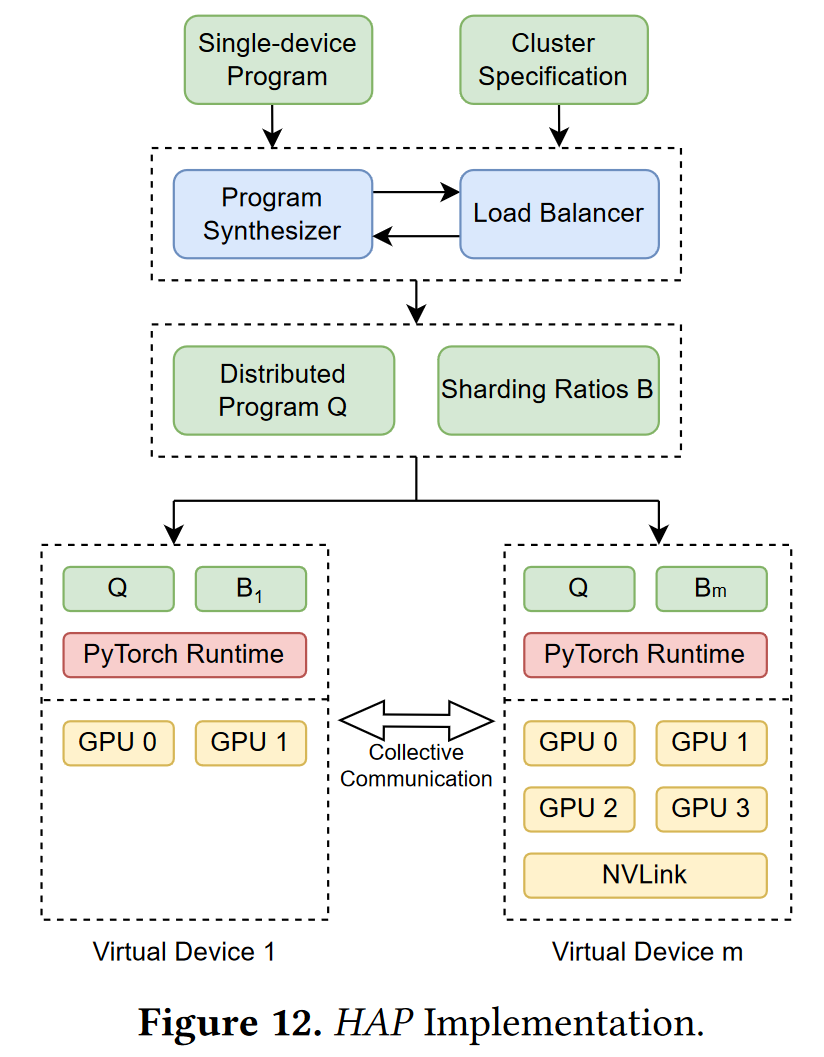 Single-device
Program
Cluster
Specification
Program
Synthesizer
Load Balancer
Distributed
Program Q
Sharding Ratios B
Q
B1
PyTorch Runtime
GPU 0
GPU 1
Collective
Communication
Q
Bm
PyTorch Runtime
GPU 0
GPU 1
GPU 2
GPU 3
NVLink
Virtual Device 1
Virtual Device m
Figure 12. HAP Implementation.